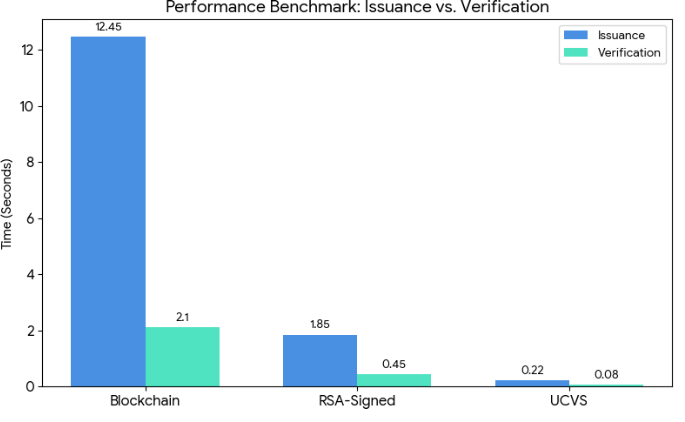 Performance Benchmark: Issuance vs. Verification
Issuance
Verification
Time (Seconds)
12
10
8
6
4
2
0
12.45
2.1
1.85
0.45
0.22
0.08
Blockchain
RSA-Signed
UCVS